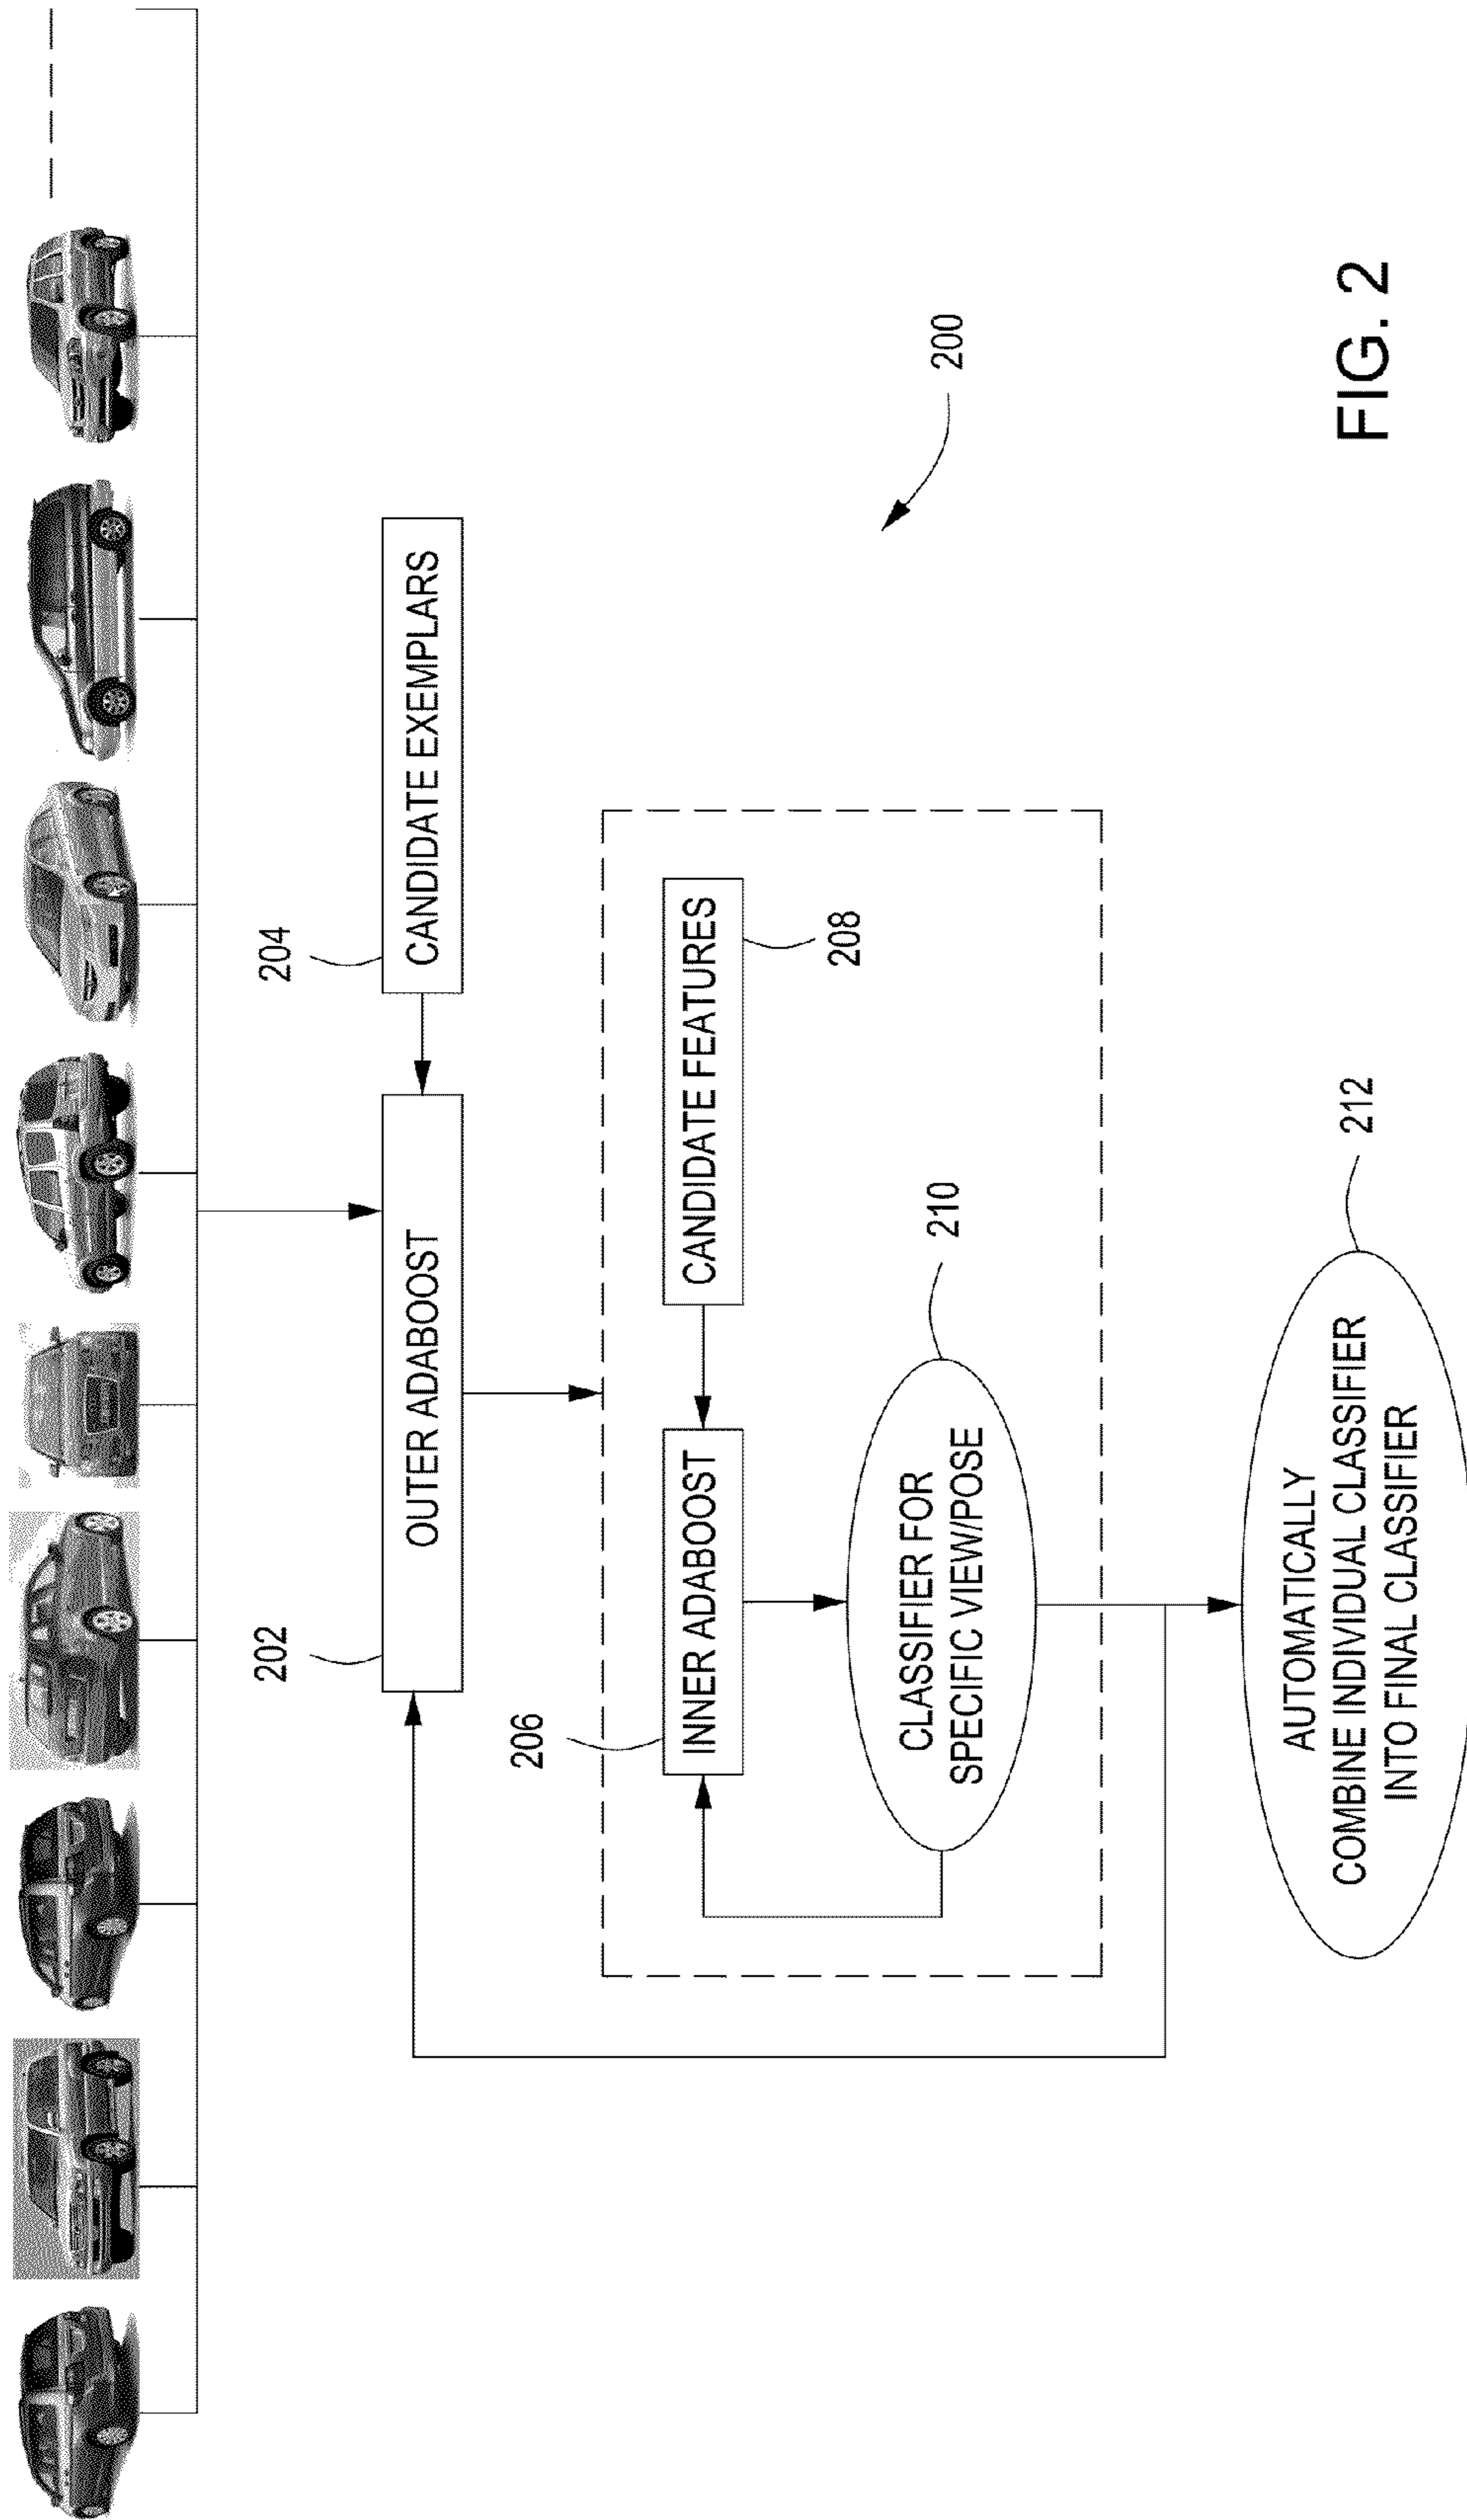 204
CANDIDATE EXEMPLARS
202
OUTER ADABOOST
206
INNER ADABOOST
CANDIDATE FEATURES
208
210
CLASSIFIER FOR
SPECIFIC VIEW/POSE
200
212
AUTOMATICALLY
COMBINE INDIVIDUAL CLASSIFIER
INTO FINAL CLASSIFIER
FIG. 2